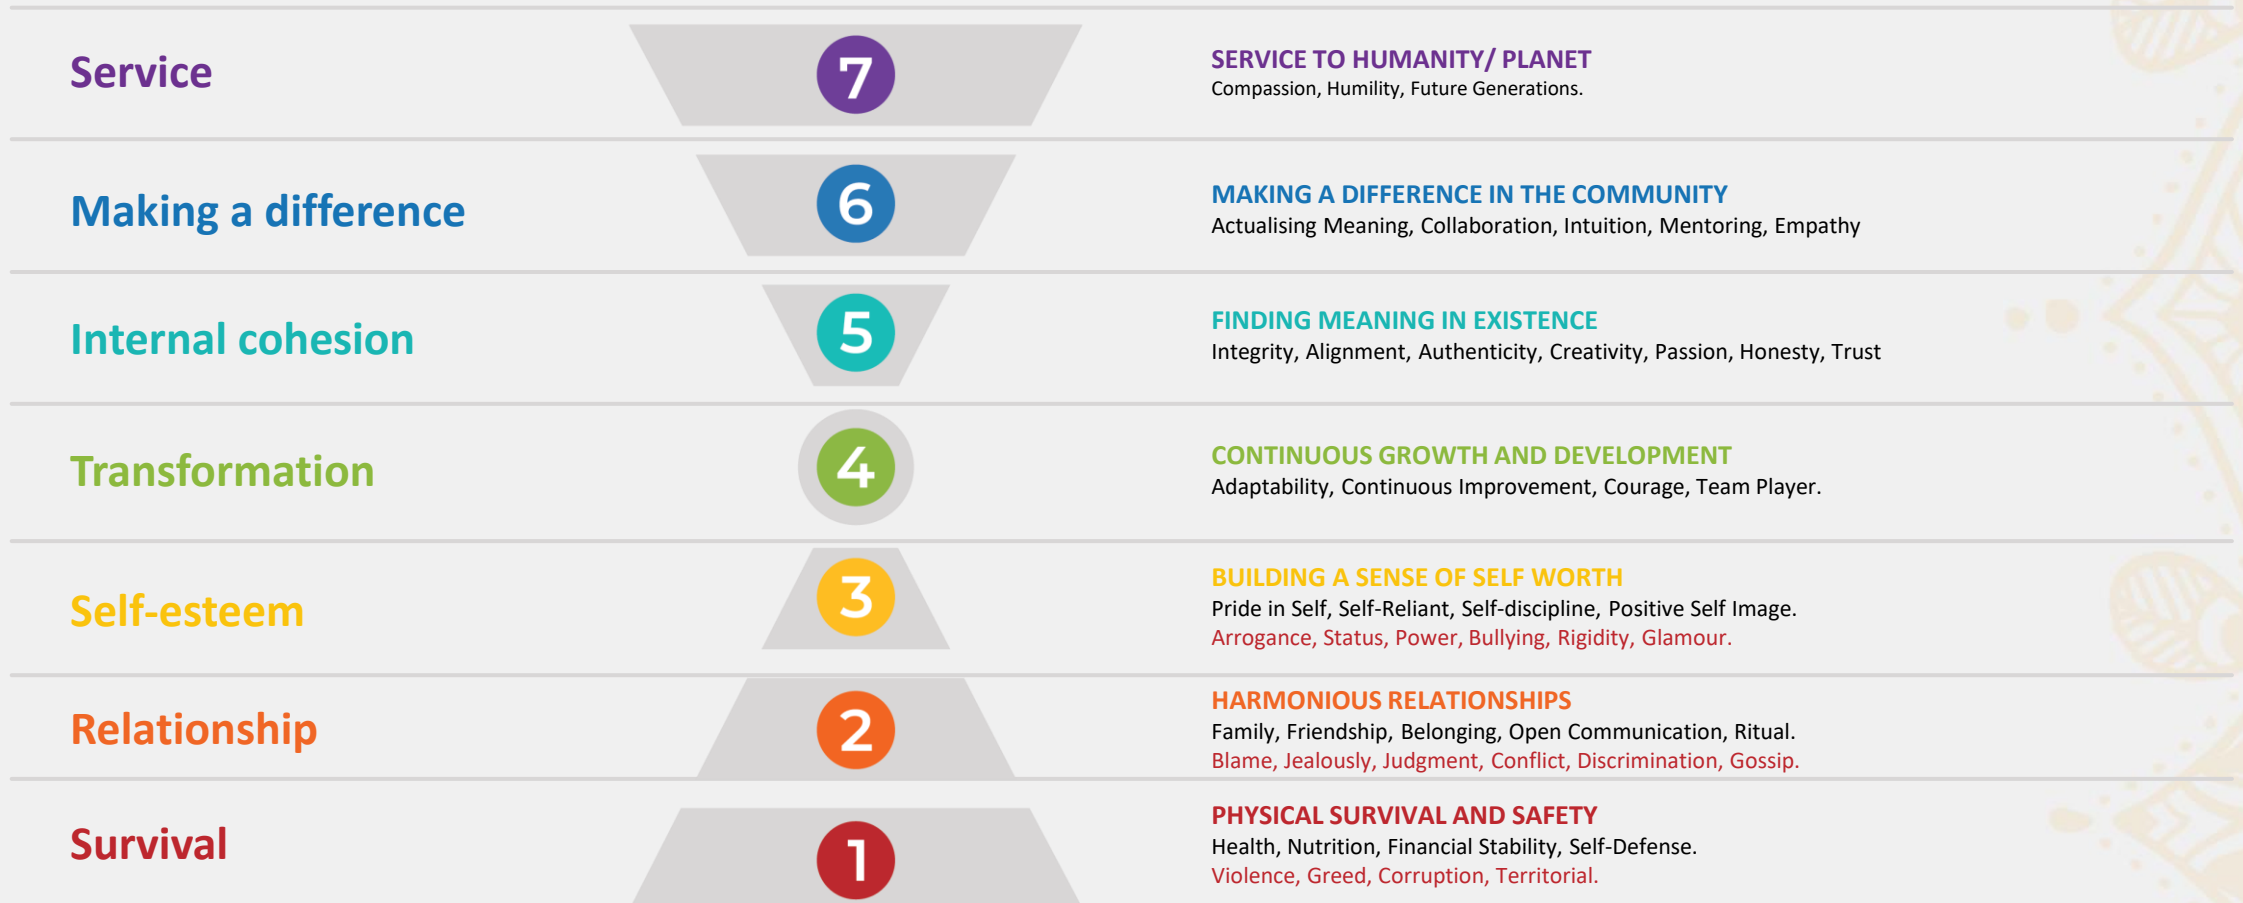 Service
7
SERVICE TO HUMANITY/ PLANET
Compassion, Humility, Future Generations.
Making a difference
6
MAKING A DIFFERENCE IN THE COMMUNITY
Actualising Meaning, Collaboration, Intuition, Mentoring, Empathy
Internal cohesion
5
FINDING MEANING IN EXISTENCE
Integrity, Alignment, Authenticity, Creativity, Passion, Honesty, Trust
Transformation
4
CONTINUOUS GROWTH AND DEVELOPMENT
Adaptability, Continuous Improvement, Courage, Team Player.
Self-esteem
3
BUILDING A SENSE OF SELF WORTH
Pride in Self, Self-Reliant, Self-discipline, Positive Self Image.
Arrogance, Status, Power, Bullying, Rigidity, Glamour.
Relationship
2
HARMONIOUS RELATIONSHIPS
Family, Friendship, Belonging, Open Communication, Ritual.
Blame, Jealously, Judgment, Conflict, Discrimination, Gossip.
Survival
1
PHYSICAL SURVIVAL AND SAFETY
Health, Nutrition, Financial Stability, Self-Defense.
Violence, Greed, Corruption, Territorial.